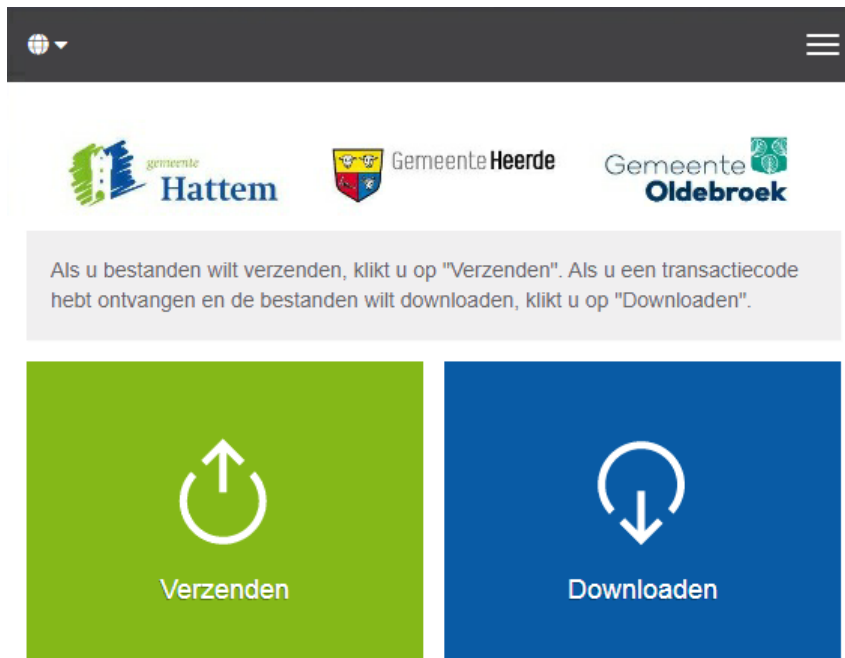 gemeente
Hattem
Gemeente Heerde
Gemeente
Oldebroek
Als u bestanden wilt verzenden, klikt u op "Verzenden". Als u een transactiecode
hebt ontvangen en de bestanden wilt downloaden, klikt u op "Downloaden".
Verzenden
Downloaden